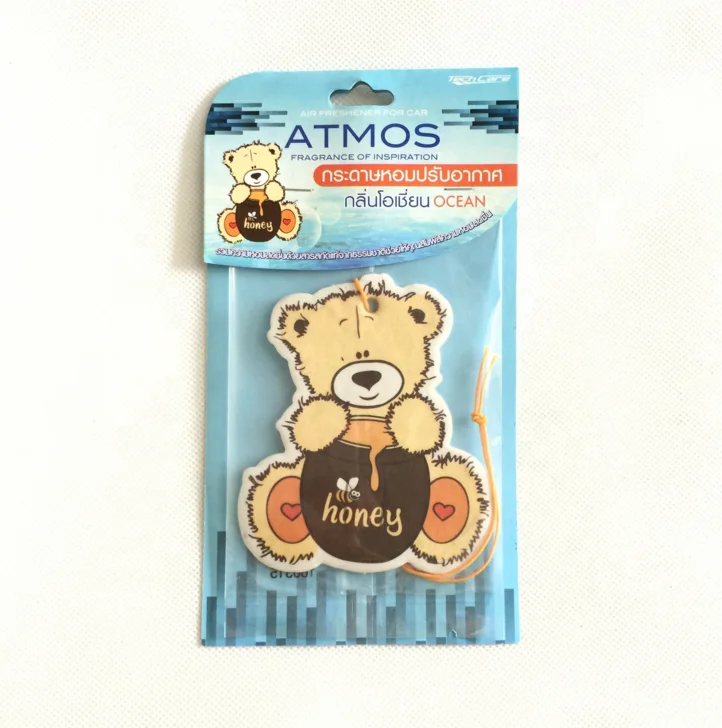 TechCare
AIR FRESHENER FOR CAR
ATMOS
FRAGRANCE OF INSPIRATION
กระดาษหอมปรับอากาศ
กลิ่นโอเชี่ยน OCEAN
honey
honey